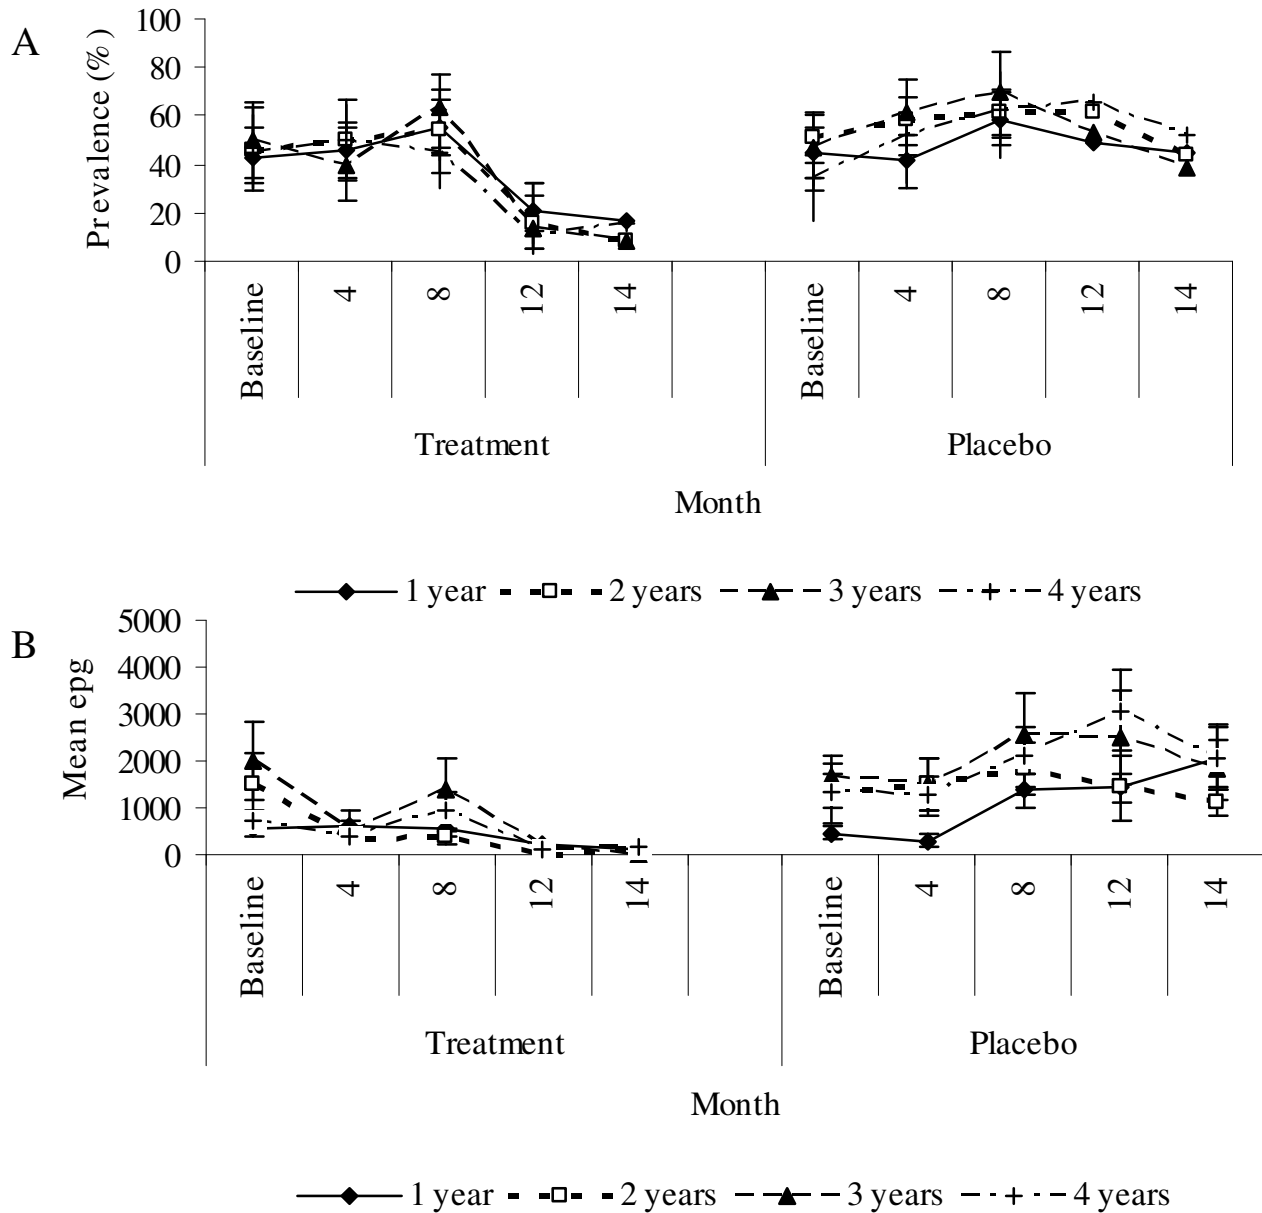 A
Prevalence (%)
100
80
60
40
20
0
Baseline 4 8 12 14 Baseline 4 8 12 14
Treatment Placebo
Month
1 year 2 years 3 years 4 years
B
Mean epg
5000
4000
3000
2000
1000
0
Baseline 4 8 12 14 Baseline 4 8 12 14
Treatment Placebo
Month
1 year 2 years 3 years 4 years